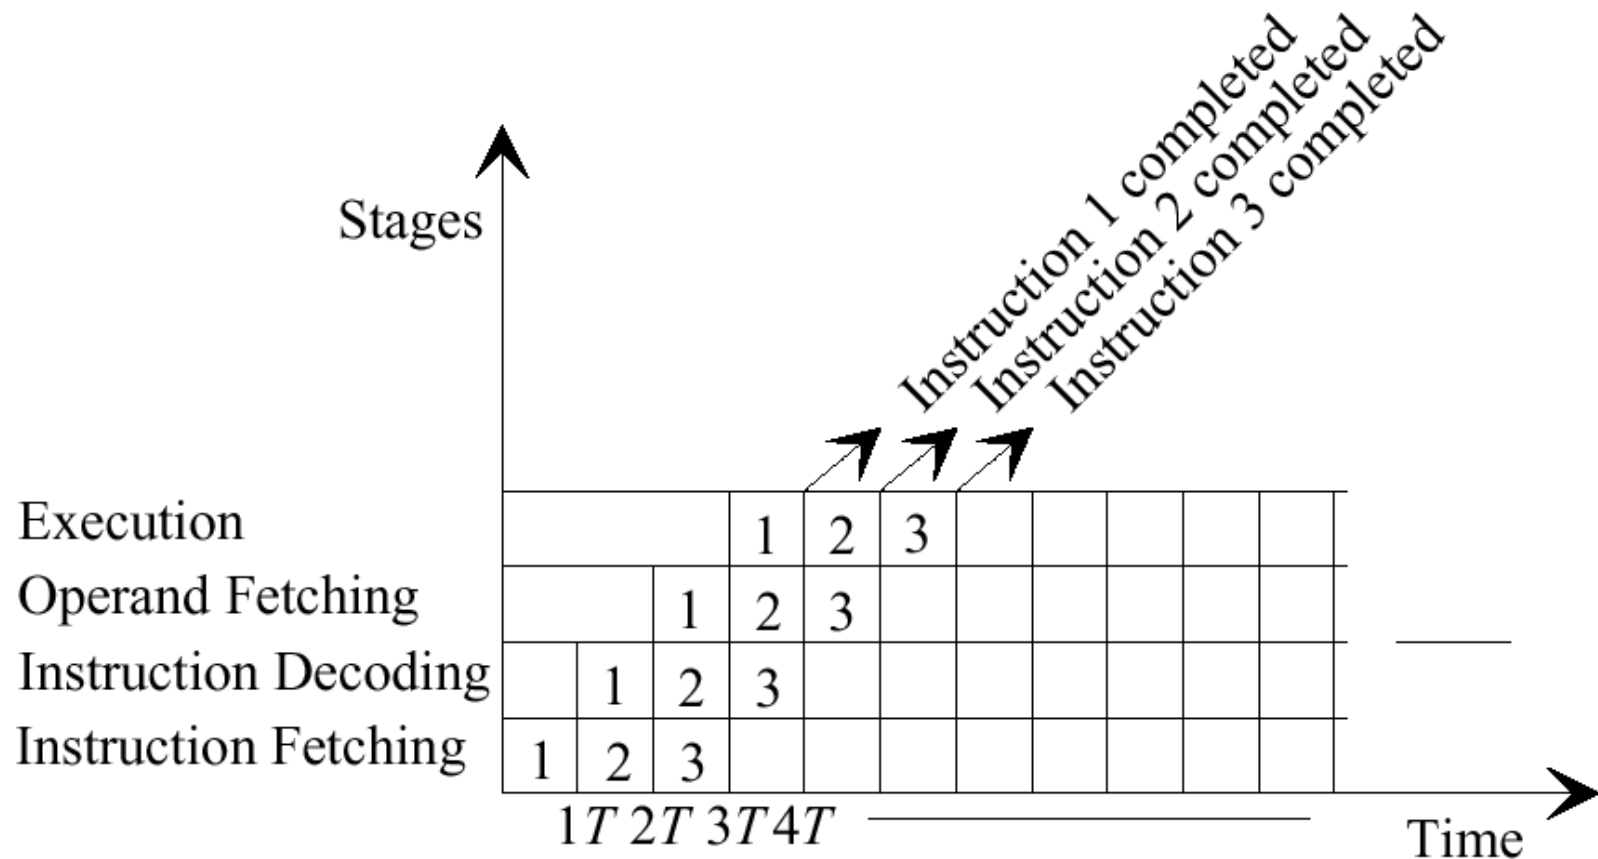 Instruction 1 completed
Instruction 2 completed
Instruction 3 completed
Stages
Execution 1 2 3
Operand Fetching 1 2 3
Instruction Decoding 1 2 3
Instruction Fetching 1 2 3
1T 2T 3T 4T
Time